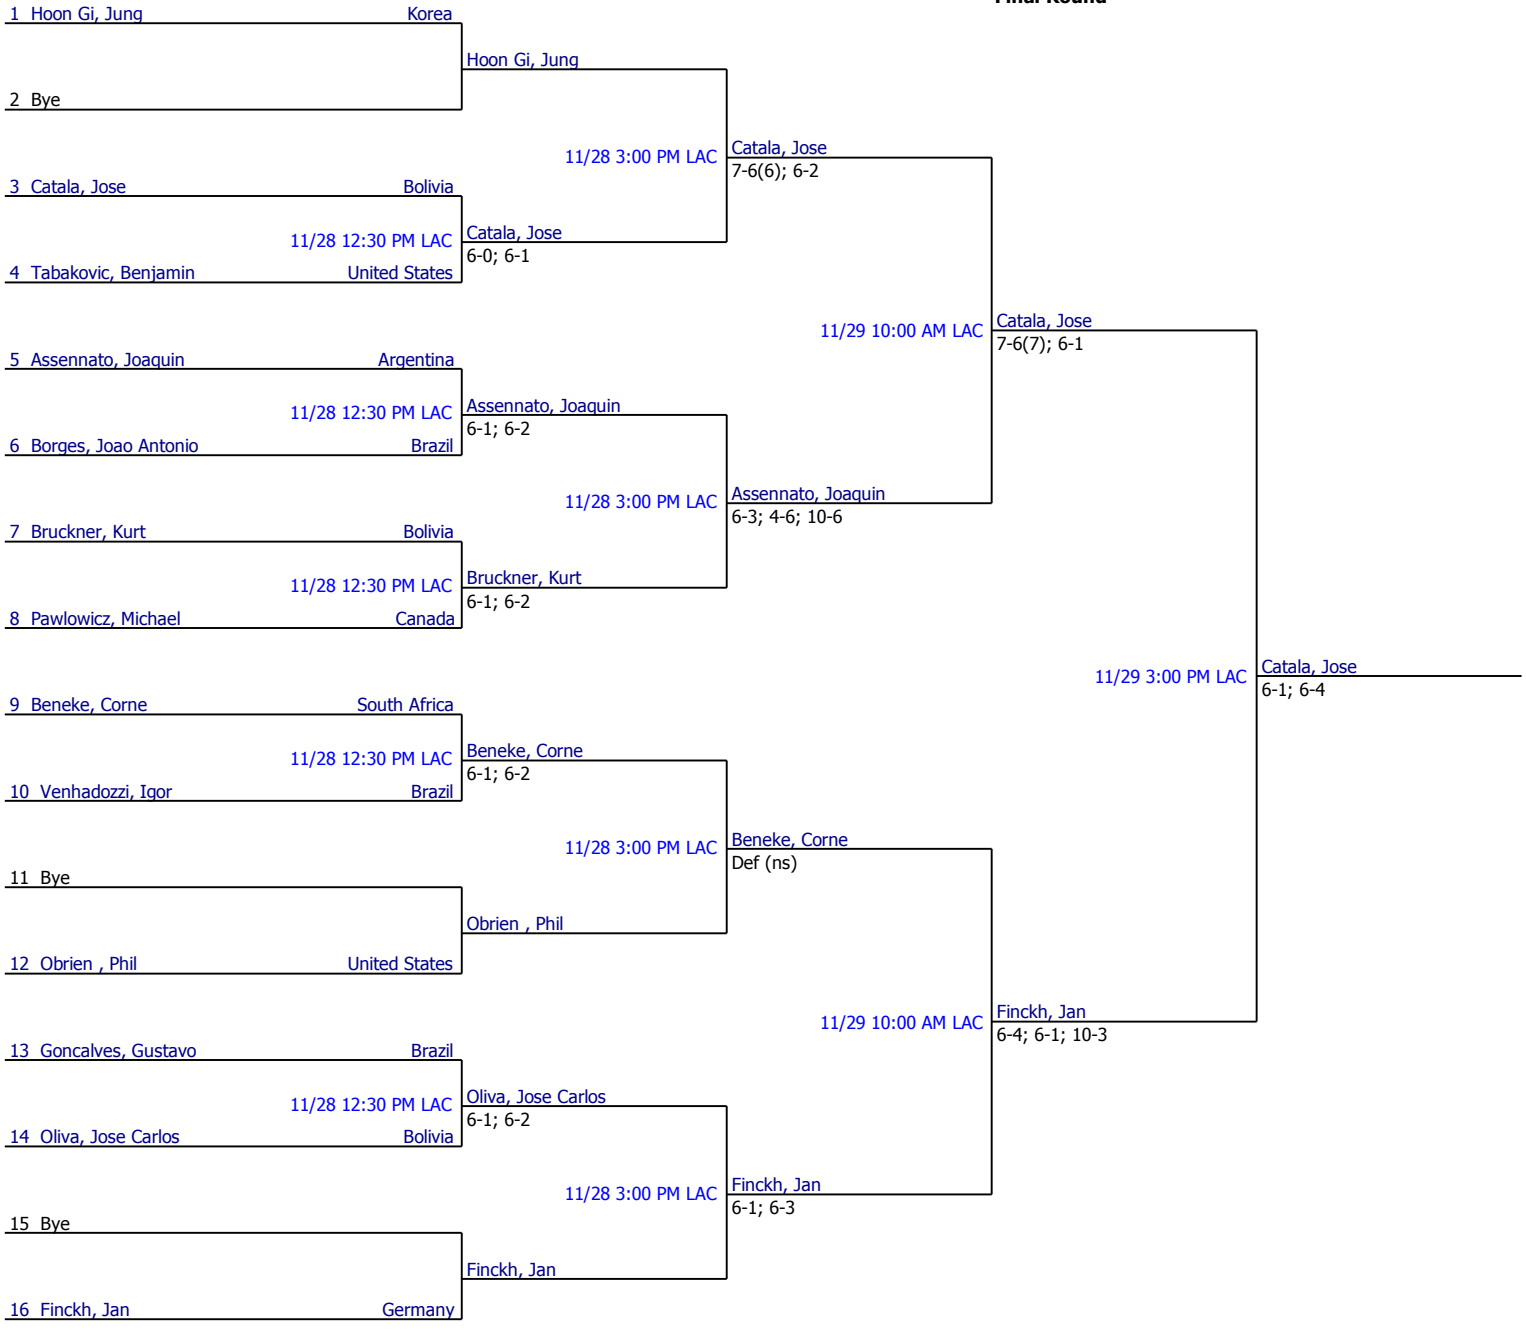 Final Round
1 Hoon Gi, Jung Korea
Hoon Gi, Jung
2 Bye
11/28 3:00 PM LAC Catala, Jose
7-6(6); 6-2
3 Catala, Jose Bolivia
11/28 12:30 PM LAC Catala, Jose
6-0; 6-1
4 Tabakovic, Benjamin United States
11/29 10:00 AM LAC Catala, Jose
7-6(7); 6-1
5 Assennato, Joaquin Argentina
11/28 12:30 PM LAC Assennato, Joaquin
6-1; 6-2
6 Borges, Joao Antonio Brazil
11/28 3:00 PM LAC Assennato, Joaquin
6-3; 4-6; 10-6
7 Bruckner, Kurt Bolivia
11/28 12:30 PM LAC Bruckner, Kurt
6-1; 6-2
8 Pawlowicz, Michael Canada
11/29 3:00 PM LAC Catala, Jose
6-1; 6-4
9 Beneke, Corne South Africa
11/28 12:30 PM LAC Beneke, Corne
6-1; 6-2
10 Venhadozzi, Igor Brazil
11/28 3:00 PM LAC Beneke, Corne
Def (ns)
11 Bye
Obrien , Phil
12 Obrien , Phil United States
11/29 10:00 AM LAC Finckh, Jan
6-4; 6-1; 10-3
13 Goncalves, Gustavo Brazil
11/28 12:30 PM LAC Oliva, Jose Carlos
6-1; 6-2
14 Oliva, Jose Carlos Bolivia
11/28 3:00 PM LAC Finckh, Jan
6-1; 6-3
15 Bye
Finckh, Jan
16 Finckh, Jan Germany